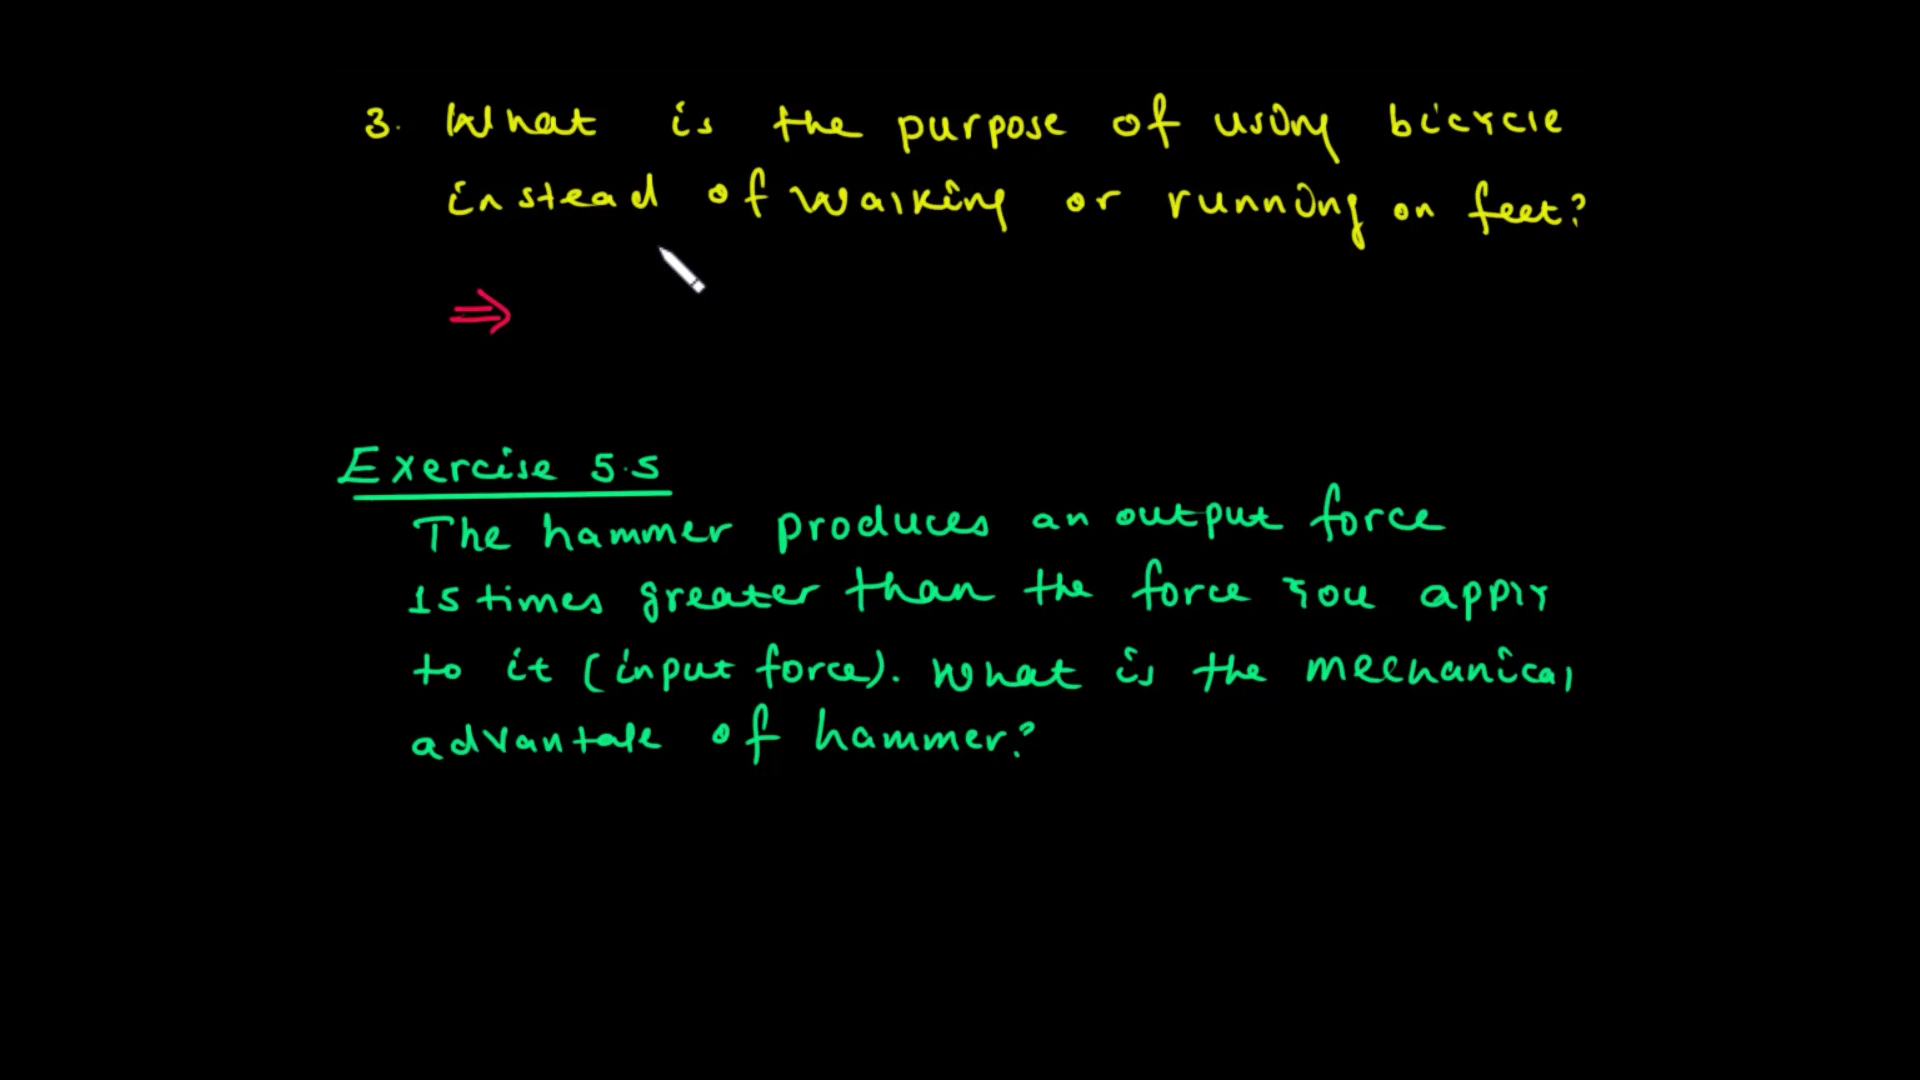 3. What is the purpose of using bicycle
instead of walking or running on feet?
⇒
Exercise 5.5
The hammer produces an output force
15 times greater than the force you apply
to it (input force). What is the mechanical
advantage of hammer?